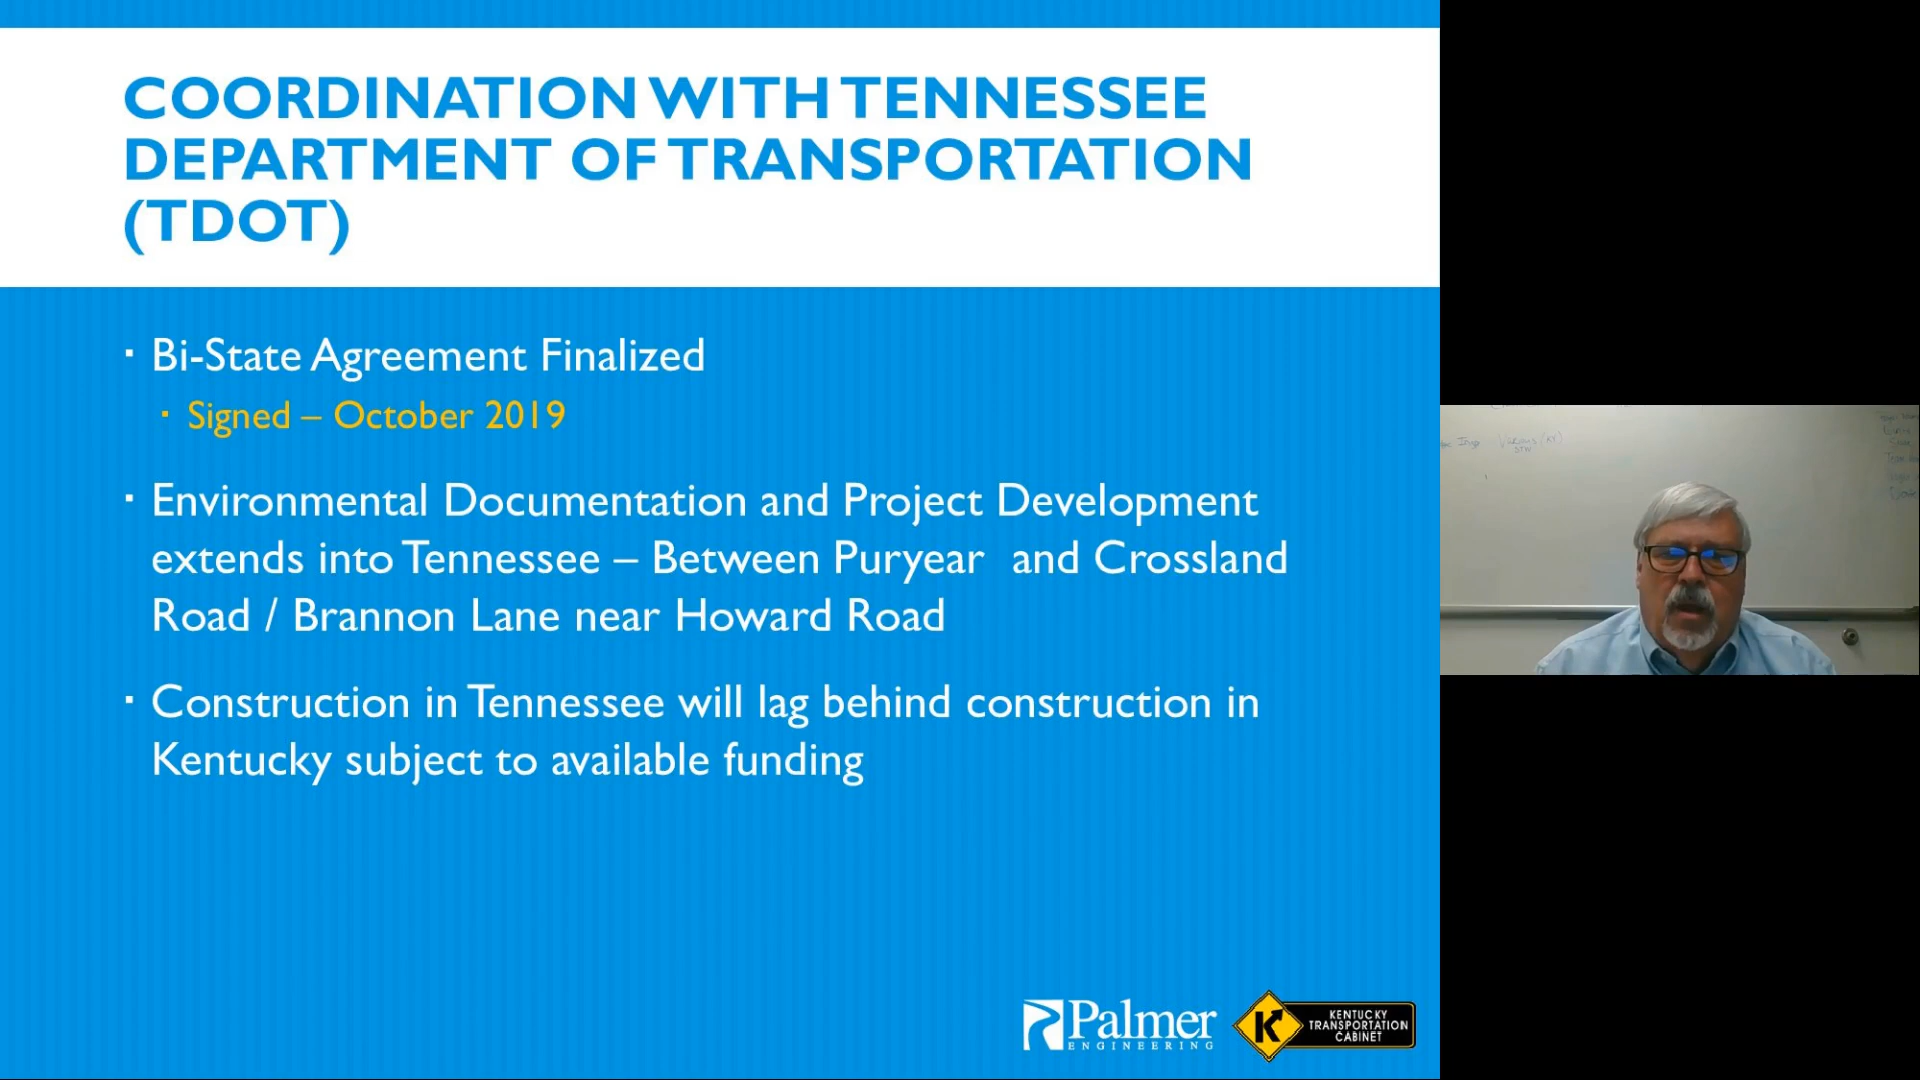 COORDINATION WITH TENNESSEE
DEPARTMENT OF TRANSPORTATION
(TDOT)
▪ Bi-State Agreement Finalized
▪ Signed – October 2019
▪ Environmental Documentation and Project Development
extends into Tennessee – Between Puryear and Crossland
Road / Brannon Lane near Howard Road
▪ Construction in Tennessee will lag behind construction in
Kentucky subject to available funding
Palmer
ENGINEERING
K
KENTUCKY
TRANSPORTATION
CABINET